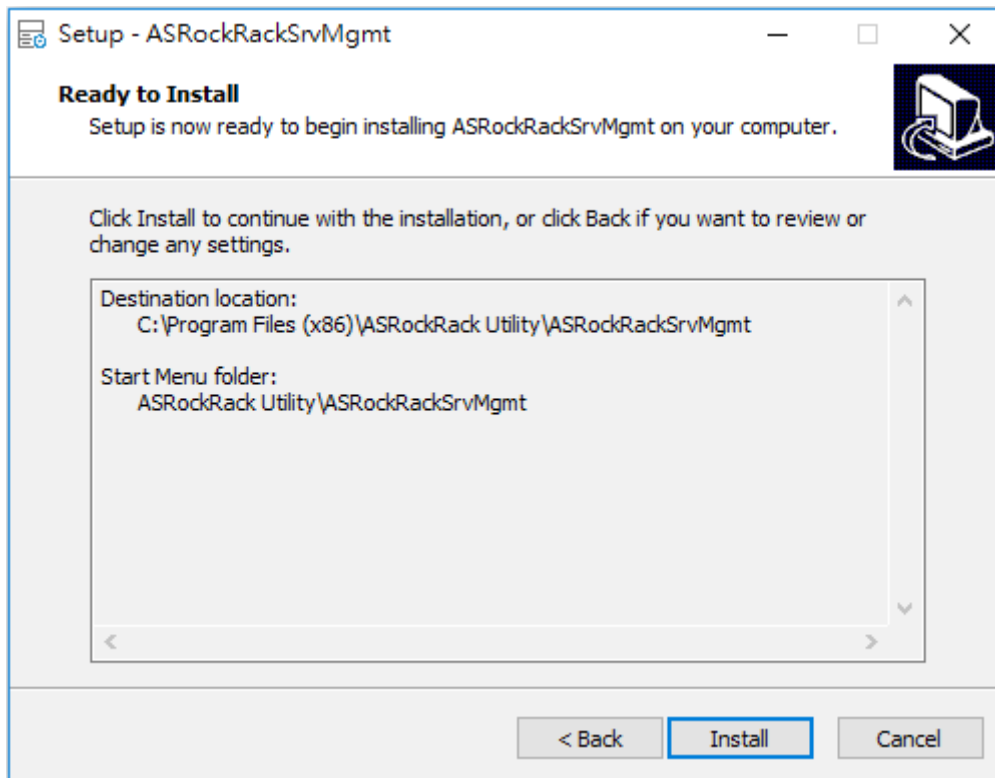 Setup - ASRockRackSrvMgmt
Ready to Install
Setup is now ready to begin installing ASRockRackSrvMgmt on your computer.
Click Install to continue with the installation, or click Back if you want to review or
change any settings.
Destination location:
C:\Program Files (x86)\ASRockRack Utility\ASRockRackSrvMgmt
Start Menu folder:
ASRockRack Utility\ASRockRackSrvMgmt
< Back
Install
Cancel